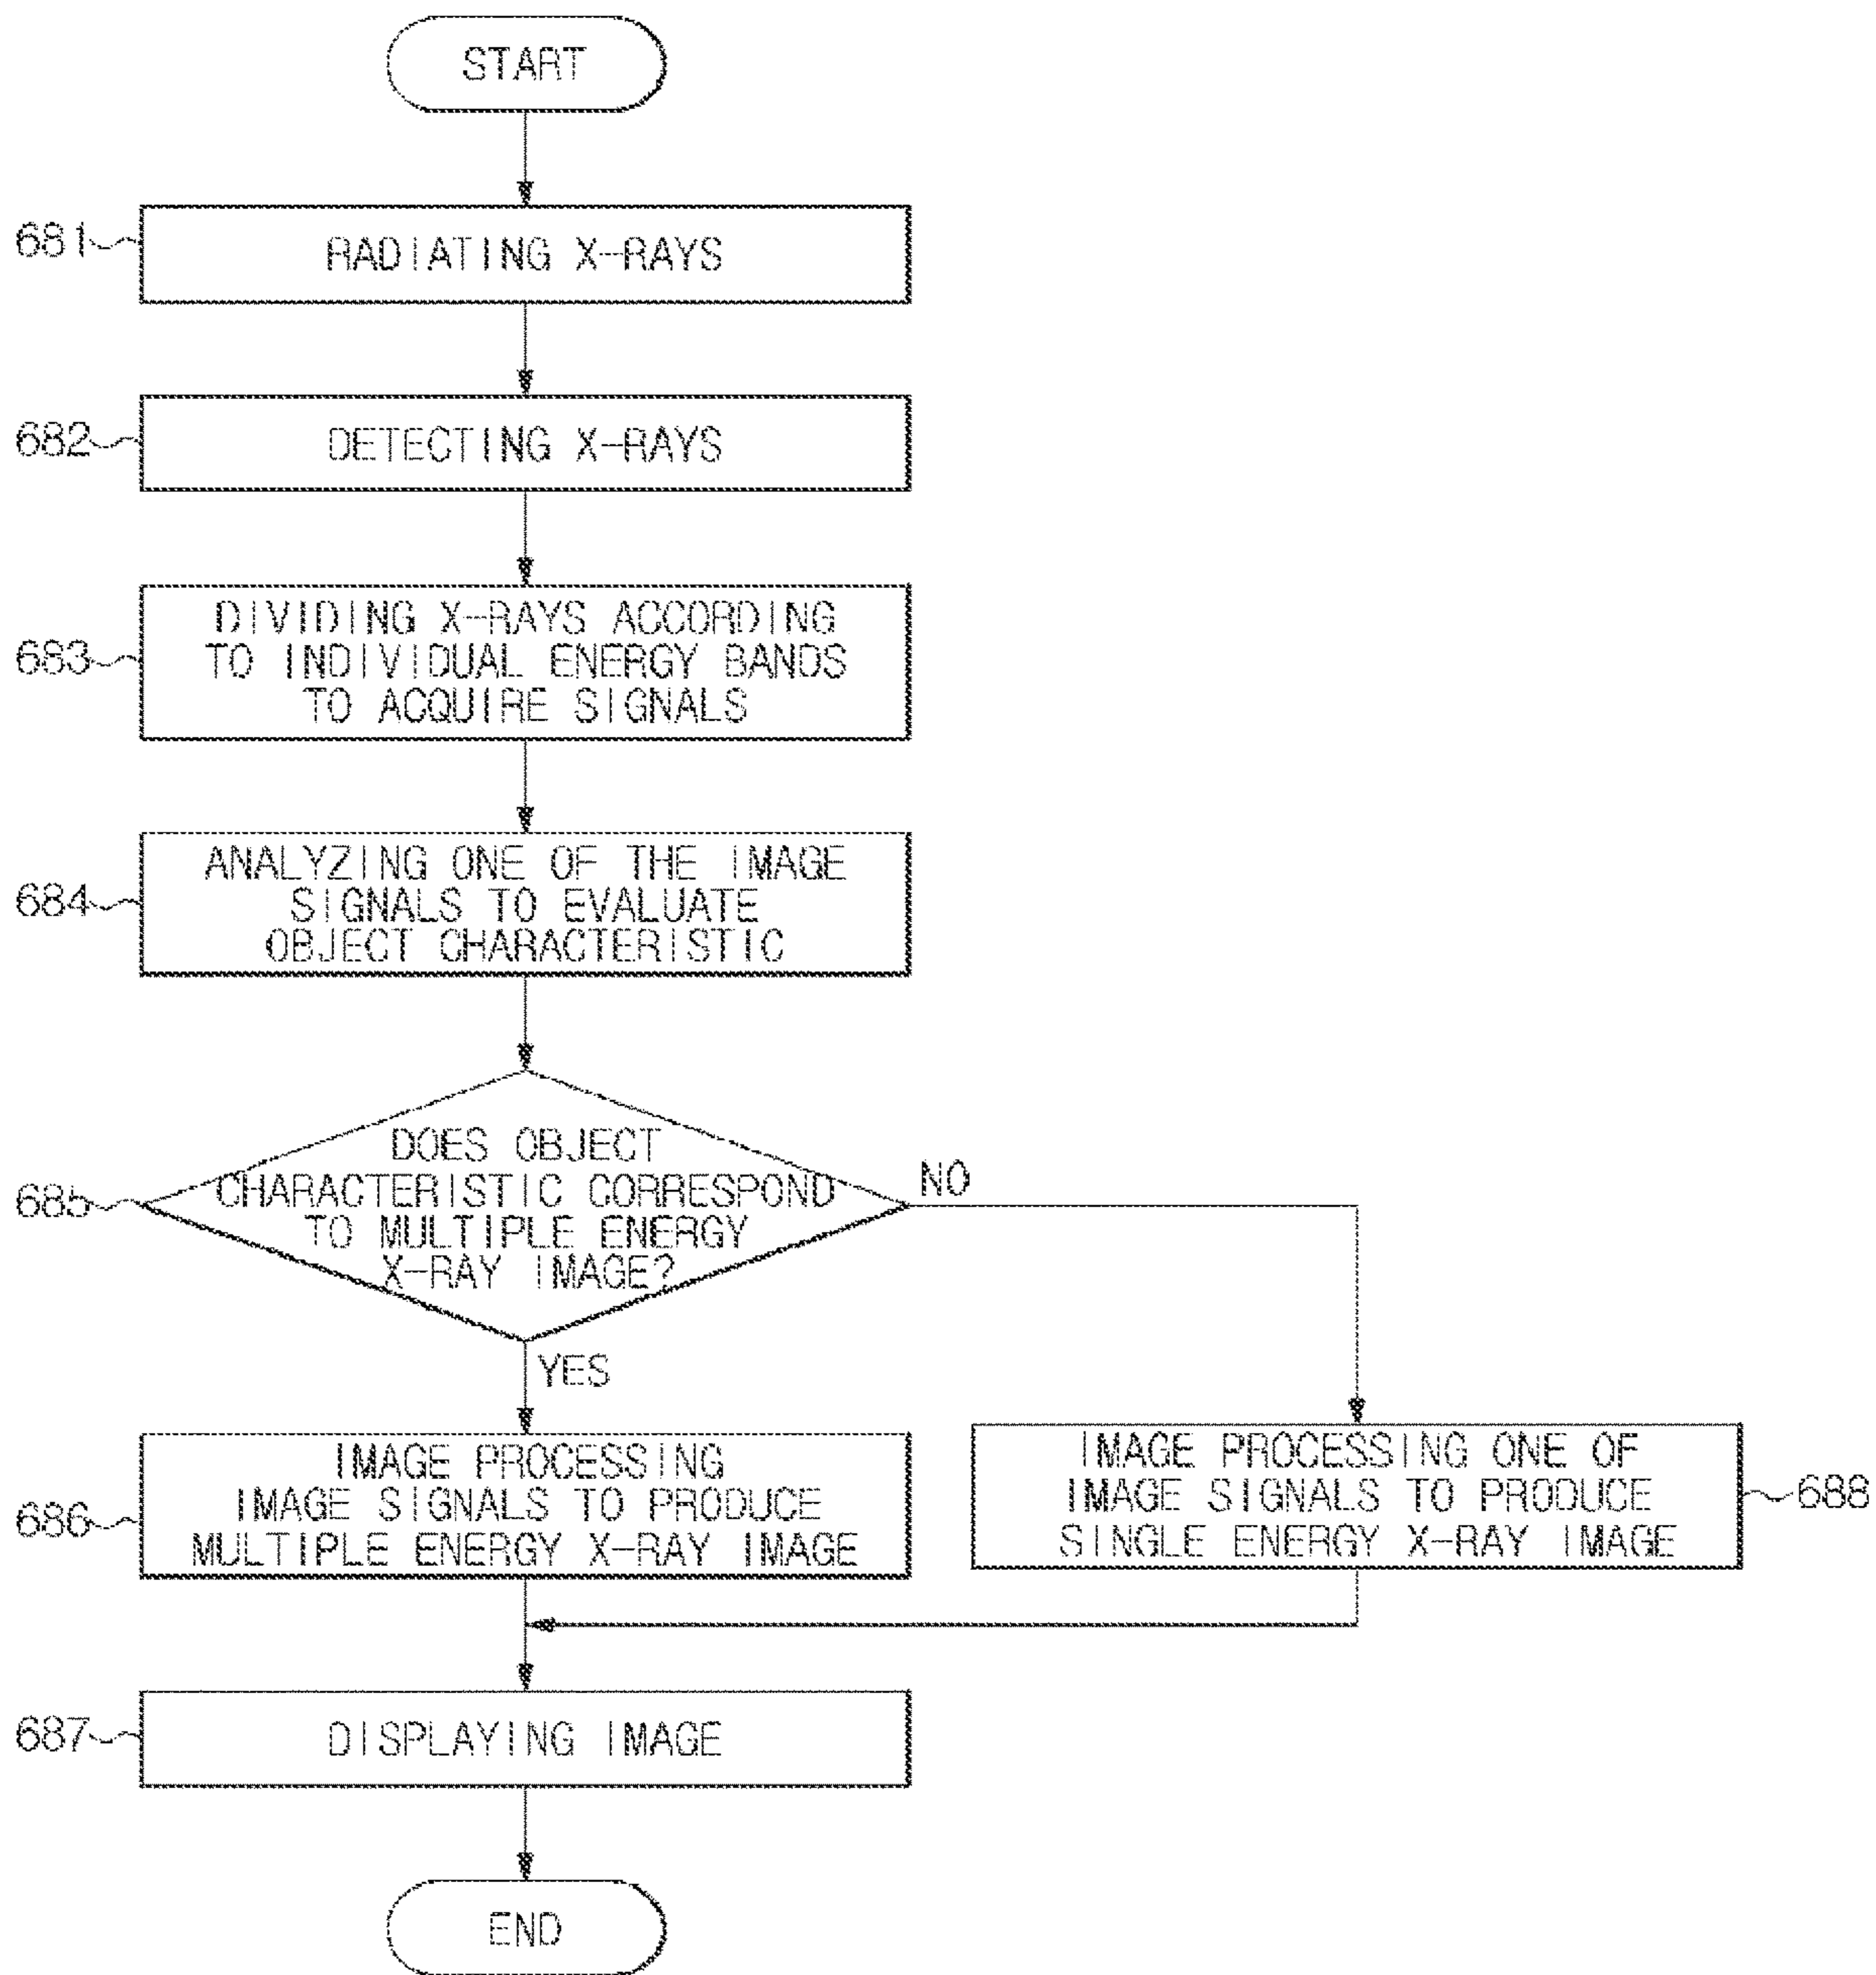 START
681
RADIATING X-RAYS
682
DETECTING X-RAYS
683
DIVIDING X-RAYS ACCORDING
TO INDIVIDUAL ENERGY BANDS
TO ACQUIRE SIGNALS
684
ANALYZING ONE OF THE IMAGE
SIGNALS TO EVALUATE
OBJECT CHARACTERISTIC
685
DOES OBJECT
CHARACTERISTIC CORRESPOND
TO MULTIPLE ENERGY
X-RAY IMAGE?
NO
YES
686
IMAGE PROCESSING
IMAGE SIGNALS TO PRODUCE
MULTIPLE ENERGY X-RAY IMAGE
IMAGE PROCESSING ONE OF
IMAGE SIGNALS TO PRODUCE
SINGLE ENERGY X-RAY IMAGE
688
687
DISPLAYING IMAGE
END